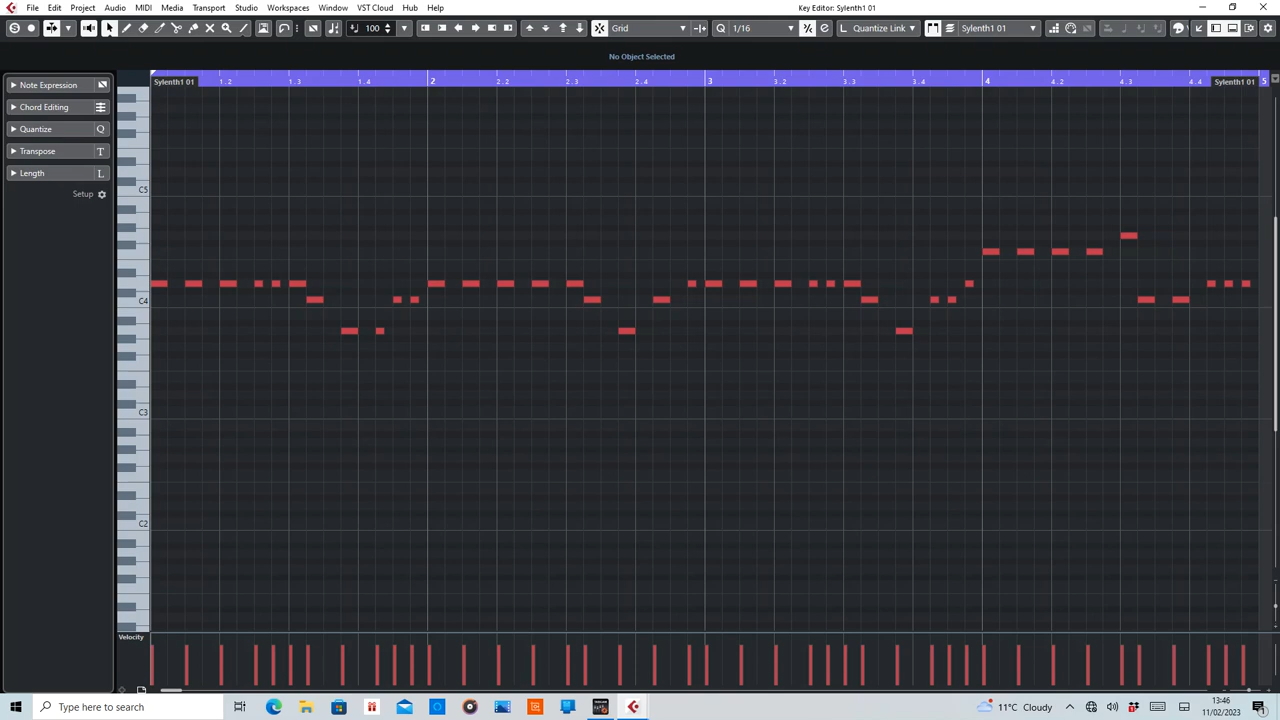 File Edit Project Audio MIDI Media Transport Studio Workspaces Window VST Cloud Hub Help
Key Editor: Sylenth1 01
100 Grid 1/16 Quantize Link Sylenth1 01
No Object Selected
Sylenth1 01 1.2 1.3 1.4 2 2.2 2.3 2.4 3 3.2 3.3 3.4 4 4.2 4.3 4.4 Sylenth1 01 5
Note Expression
Chord Editing
Quantize Q
Transpose T
Length L
Setup
C5
C4
C3
C2
Velocity
Type here to search
11°C Cloudy
13:46
11/02/2023